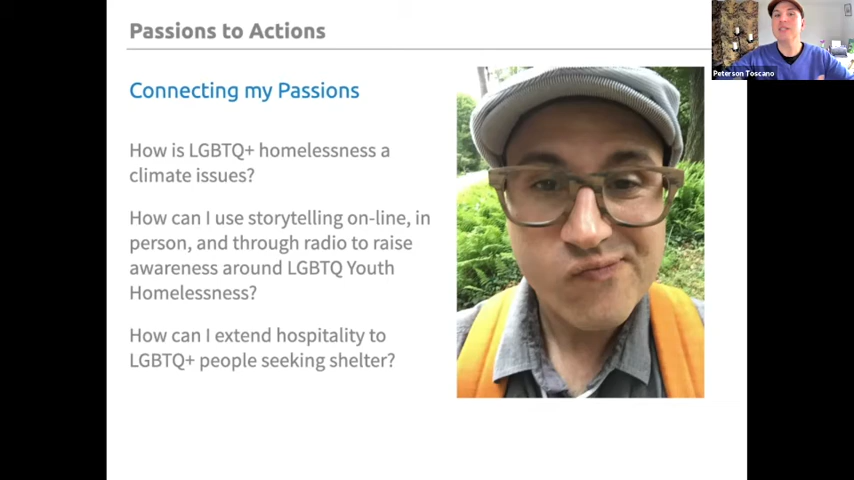 Passions to Actions
Peterson Toscano
Connecting my Passions
How is LGBTQ+ homelessness a
climate issues?
How can I use storytelling on-line, in
person, and through radio to raise
awareness around LGBTQ Youth
Homelessness?
How can I extend hospitality to
LGBTQ+ people seeking shelter?